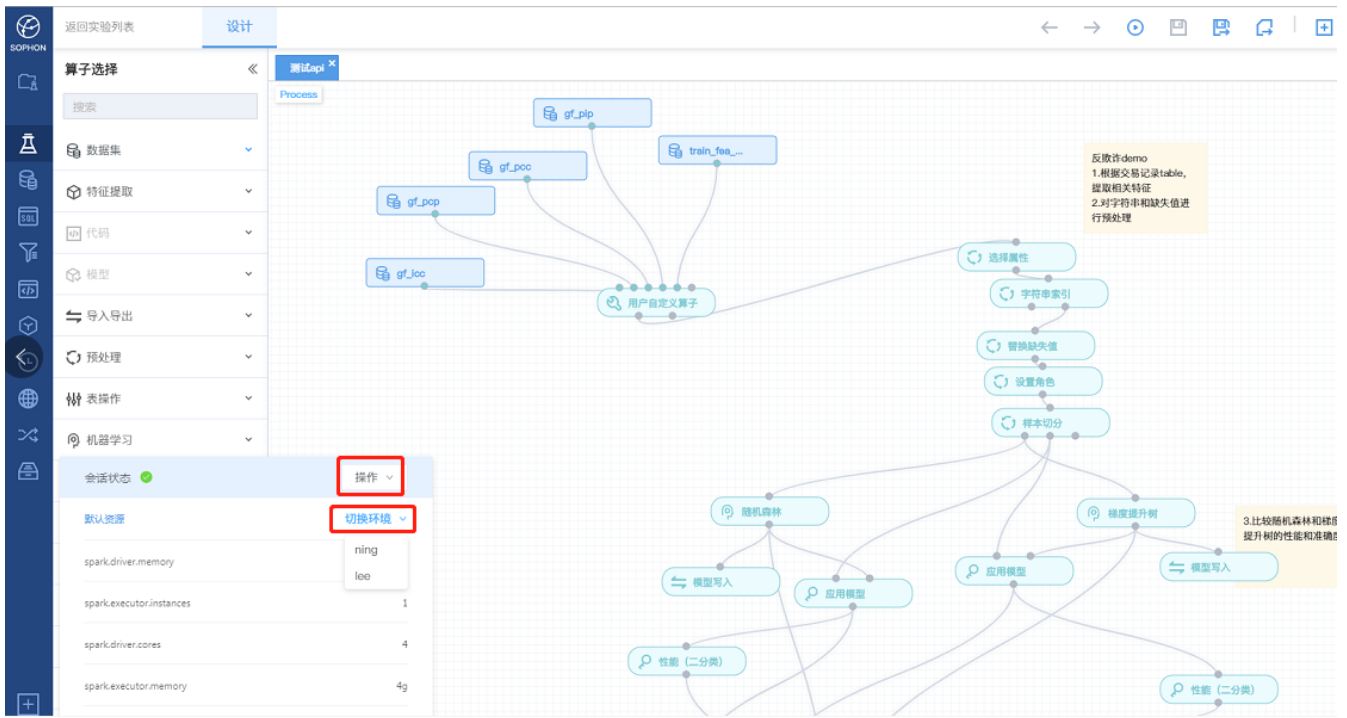 SOPHON
返回实验列表
设计
算子选择
搜索
数据集
特征提取
代码
模型
导入导出
预处理
表操作
机器学习
SQL
测试api
Process
gf_pip
train_fea_...
gf_pcc
gf_pcp
gf_icc
用户自定义算子
反欺诈demo
1.根据交易记录table,
提取相关特征
2.对字符串和缺失值进
行预处理
选择属性
字符串索引
替换缺失值
设置角色
样本切分
随机森林
梯度提升树
3.比较随机森林和梯度
提升树的性能和准确度
模型写入
应用模型
应用模型
模型写入
性能（二分类）
性能（二分类）
会话状态
操作
默认资源
切换环境
ning
lee
spark.driver.memory
spark.executor.instances
1
spark.driver.cores
4
spark.executor.memory
4g